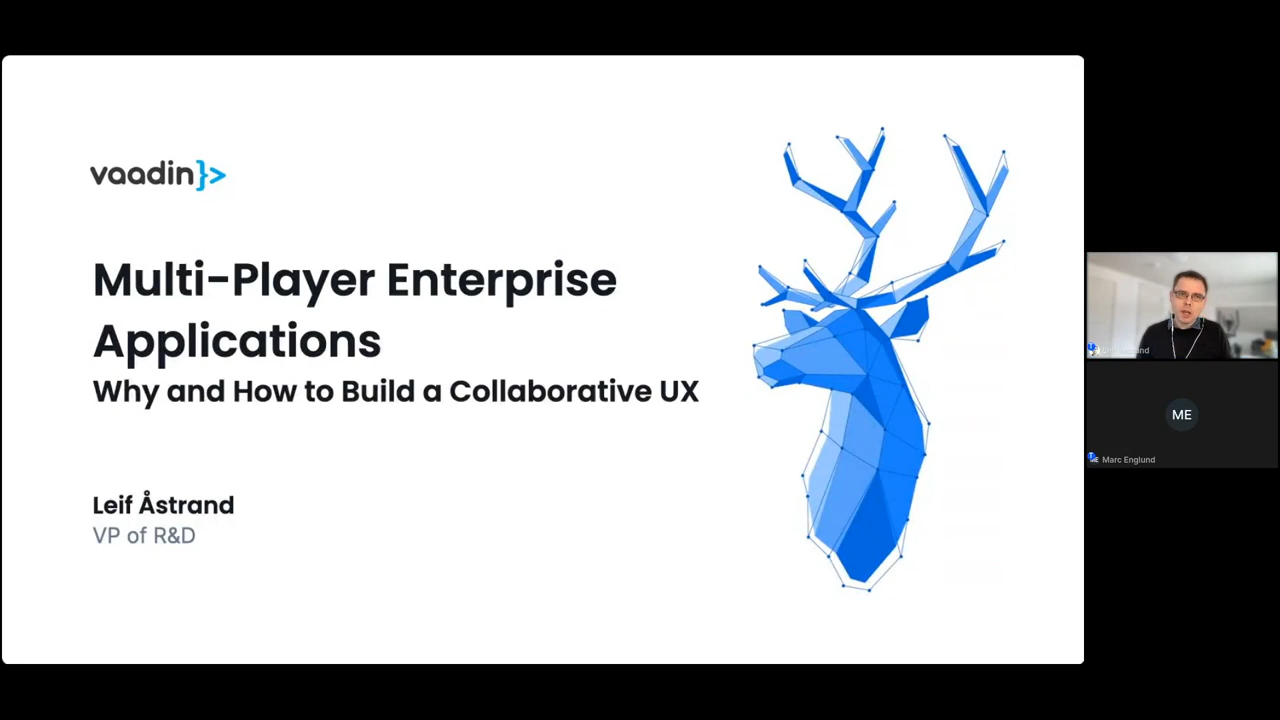 vaadin}>
Multi-Player Enterprise
Applications
Why and How to Build a Collaborative UX
Leif Åstrand
VP of R&D
ME
Marc Englund